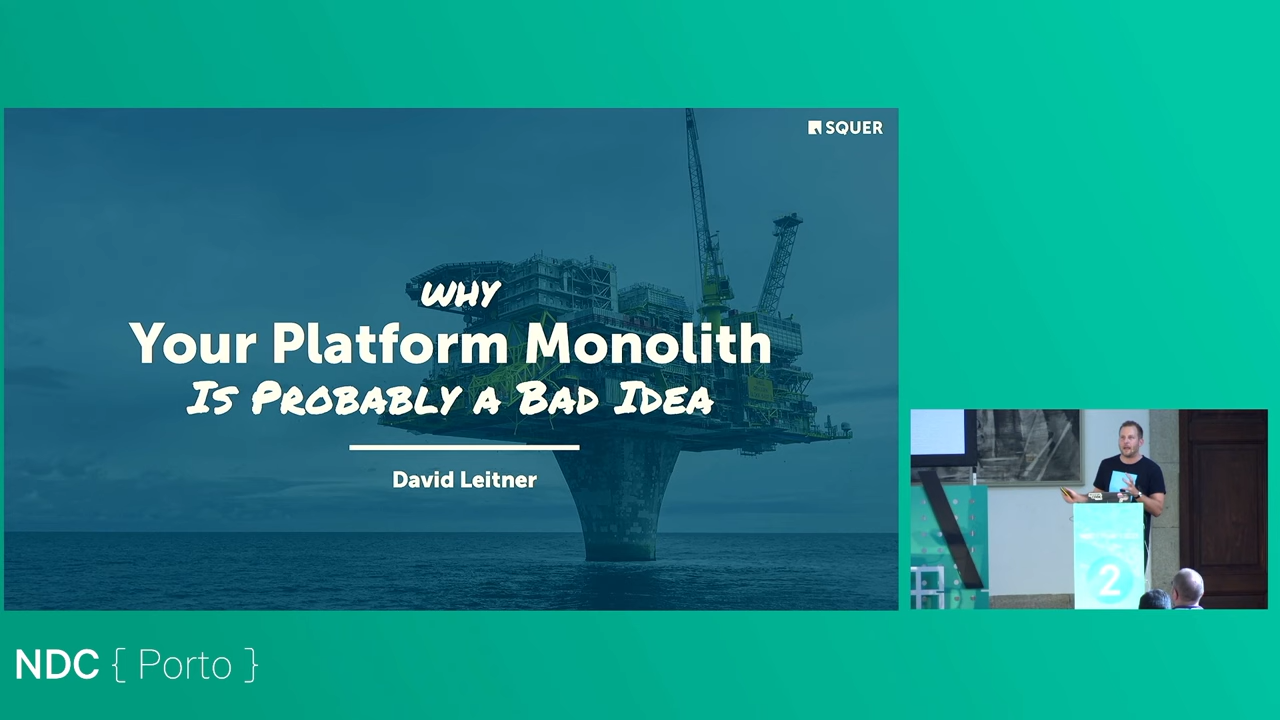 SQUER
WHY
Your Platform Monolith
IS PROBABLY A BAD IDEA
David Leitner
2
NDC { Porto }